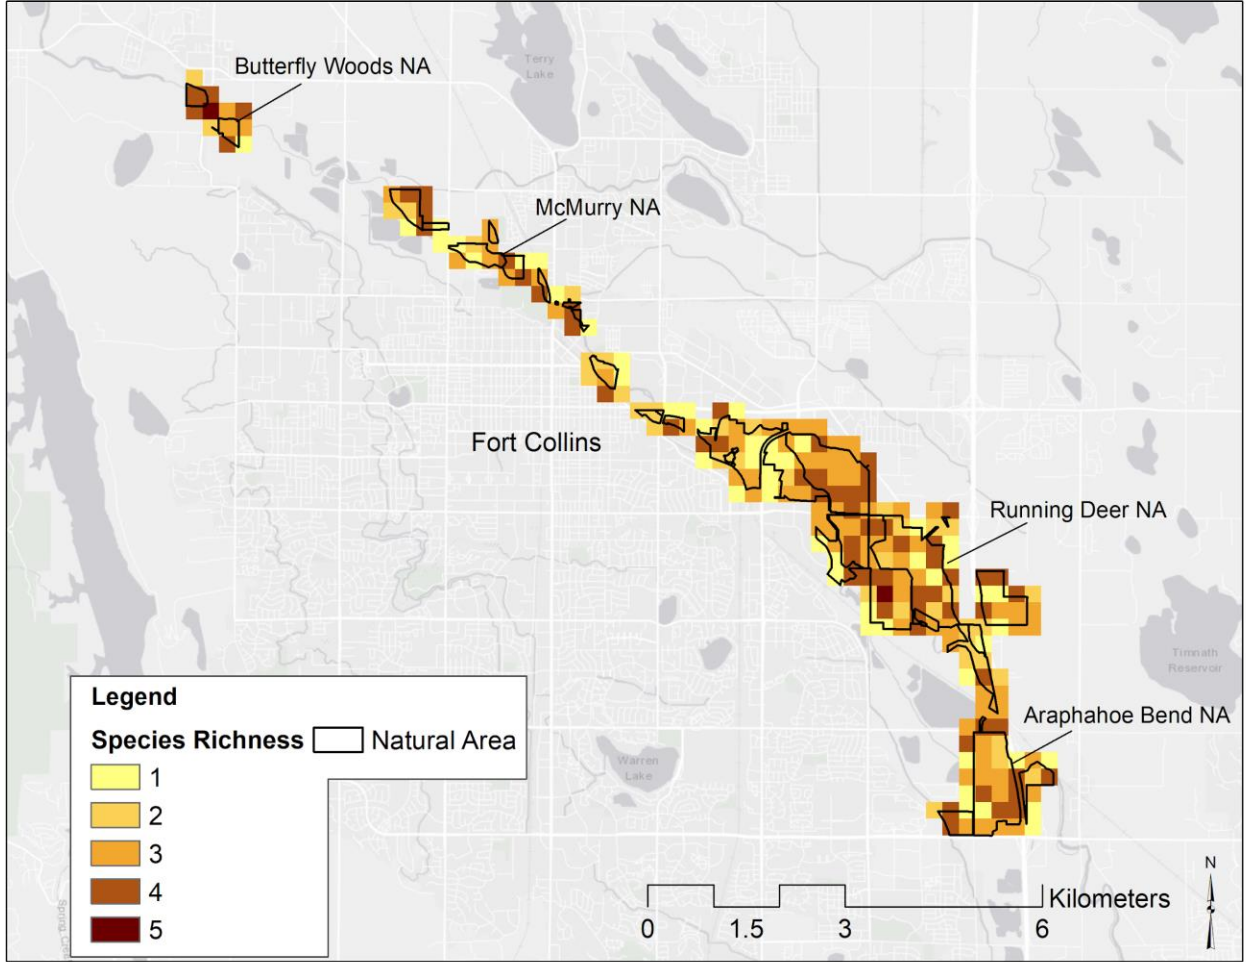 Butterfly Woods NA
Terry
Lake
McMurry NA
Fort Collins
Running Deer NA
Timnath
Reservoir
Araphahoe Bend NA
Warren
Lake
Legend
Species Richness Natural Area
1
2
3
4
5
N
Kilometers
0 1.5 3 6